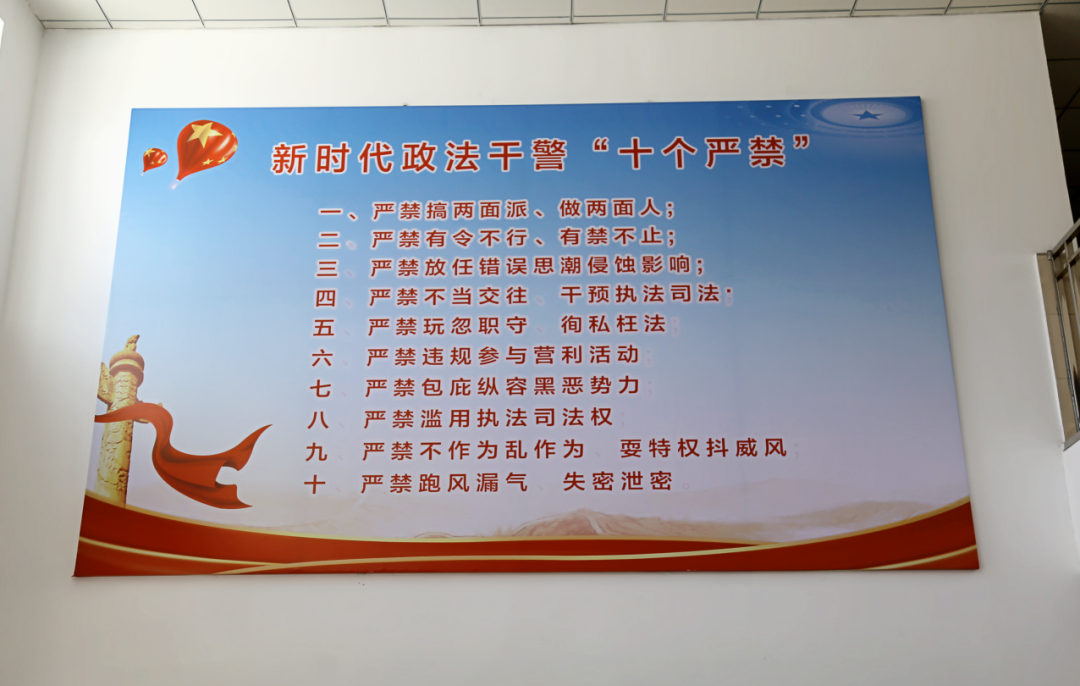 新时代政法干警“十个严禁”
一、严禁搞两面派、做两面人；
二、严禁有令不行、有禁不止；
三、严禁放任错误思潮侵蚀影响；
四、严禁不当交往、干预执法司法；
五、严禁玩忽职守、徇私枉法；
六、严禁违规参与营利活动；
七、严禁包庇纵容黑恶势力；
八、严禁滥用执法司法权；
九、严禁不作为乱作为、耍特权抖威风；
十、严禁跑风漏气、失密泄密。